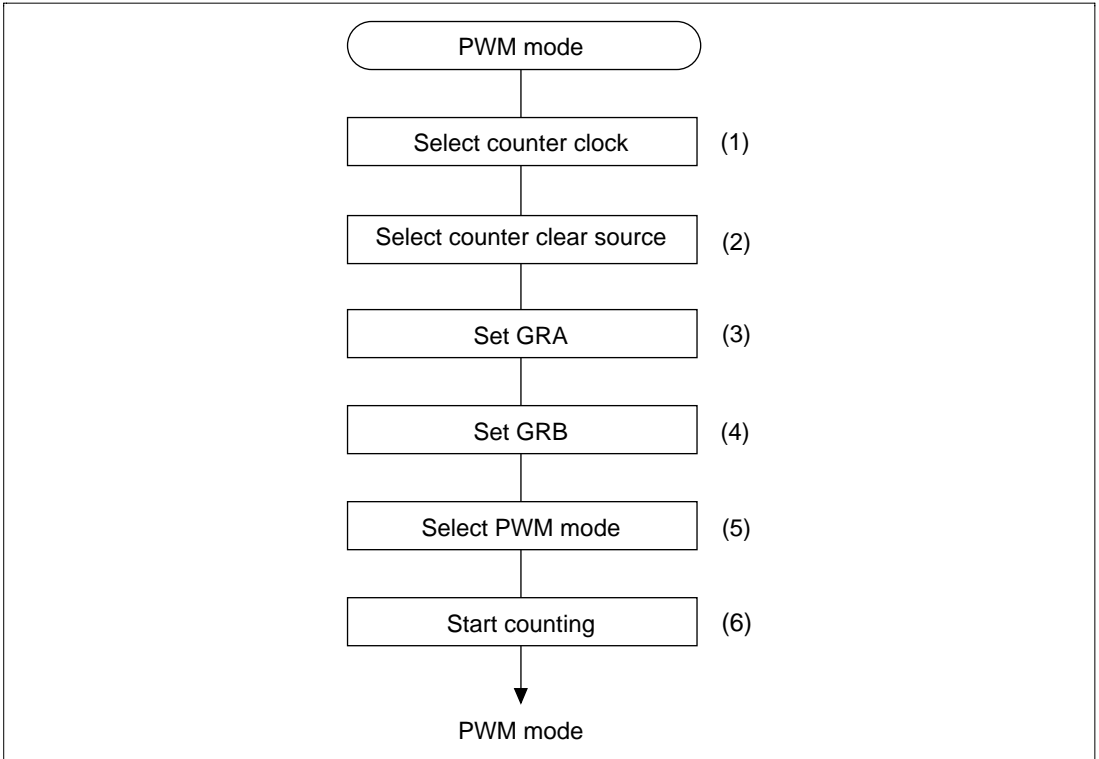 PWM mode
Select counter clock (1)
Select counter clear source (2)
Set GRA (3)
Set GRB (4)
Select PWM mode (5)
Start counting (6)
PWM mode